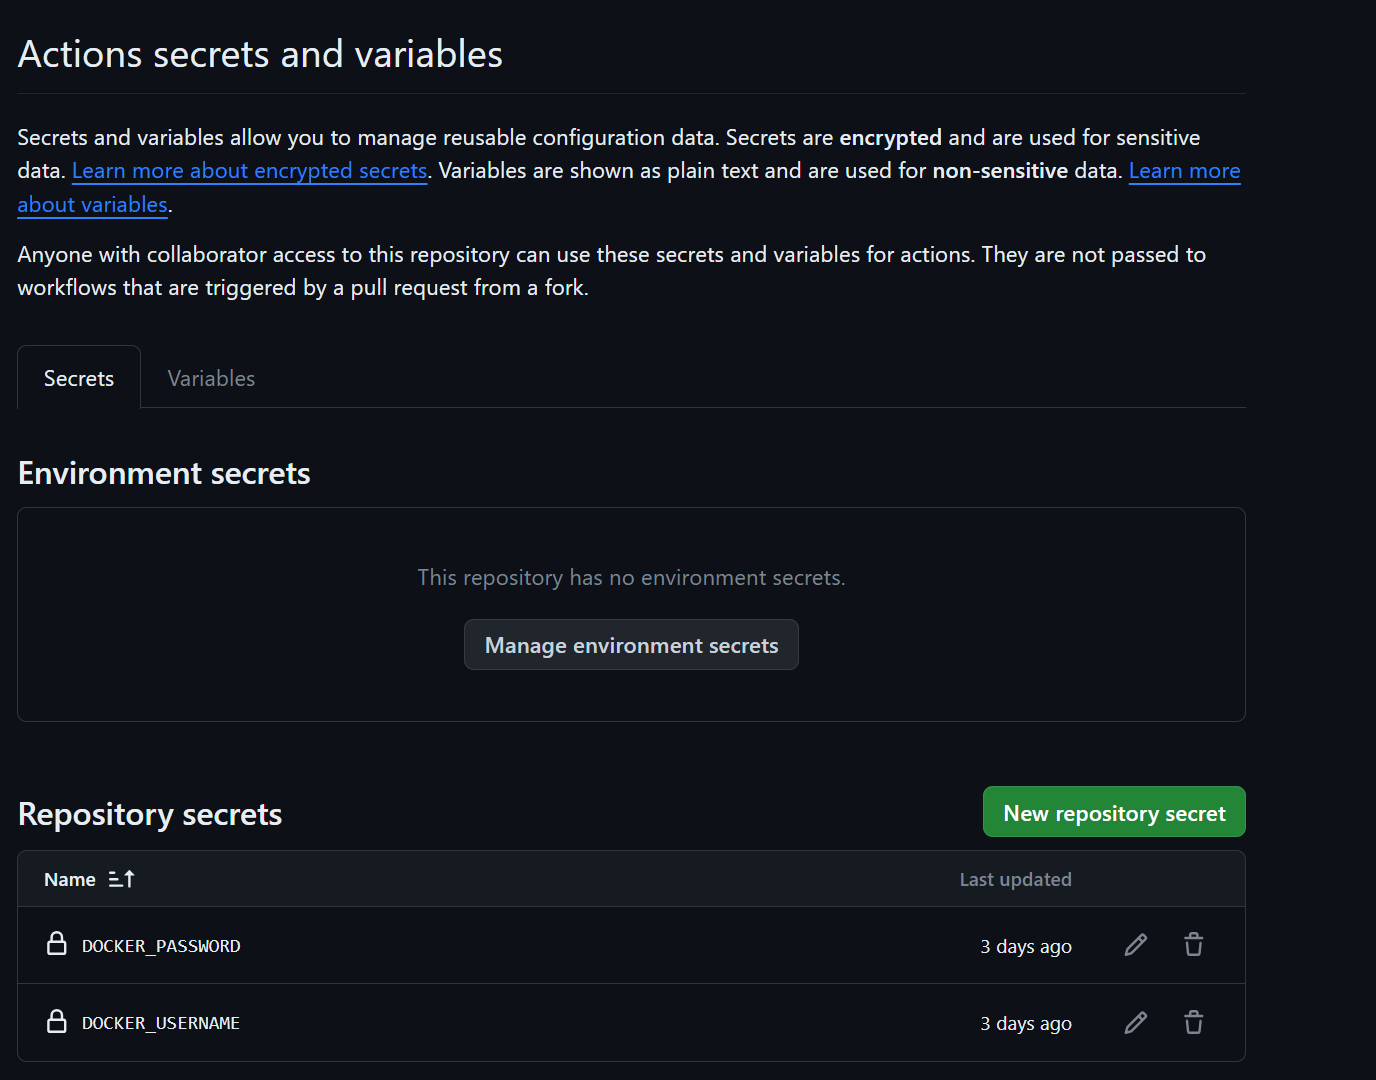 Actions secrets and variables
Secrets and variables allow you to manage reusable configuration data. Secrets are encrypted and are used for sensitive
data. Learn more about encrypted secrets. Variables are shown as plain text and are used for non-sensitive data. Learn more
about variables.
Anyone with collaborator access to this repository can use these secrets and variables for actions. They are not passed to
workflows that are triggered by a pull request from a fork.
Secrets Variables
Environment secrets
This repository has no environment secrets.
Manage environment secrets
Repository secrets New repository secret
Name Last updated
DOCKER_PASSWORD 3 days ago
DOCKER_USERNAME 3 days ago